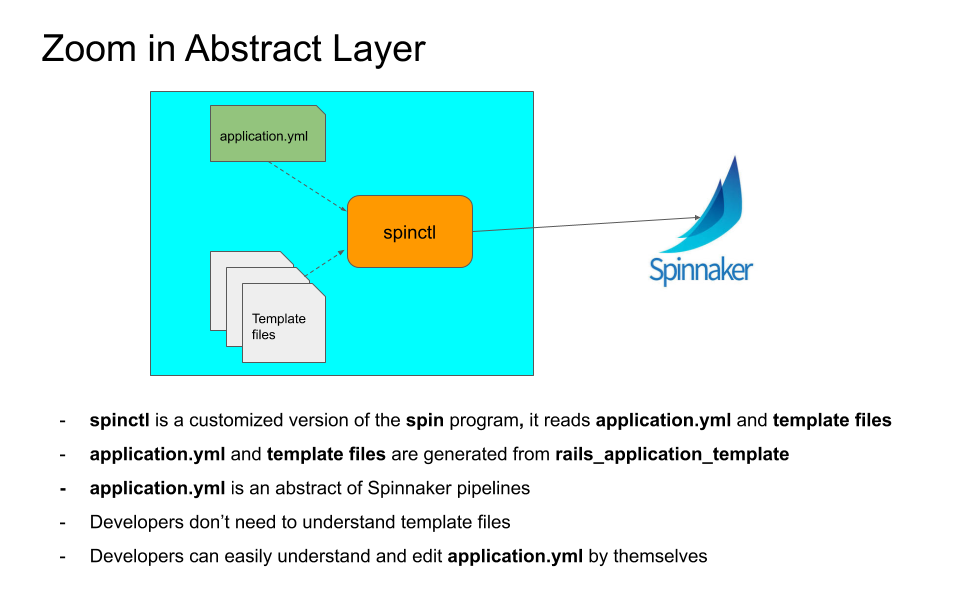 Zoom in Abstract Layer
application.yml
spinctl
Template
files
Spinnaker
- spinctl is a customized version of the spin program, it reads application.yml and template files
- application.yml and template files are generated from rails_application_template
- application.yml is an abstract of Spinnaker pipelines
- Developers don’t need to understand template files
- Developers can easily understand and edit application.yml by themselves